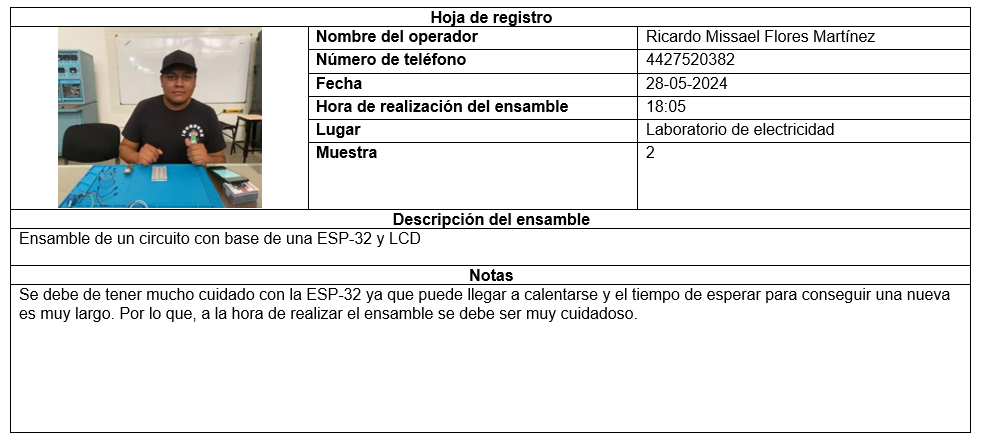 Hoja de registro
Nombre del operador Ricardo Missael Flores Martínez
Número de teléfono 4427520382
Fecha 28-05-2024
Hora de realización del ensamble 18:05
Lugar Laboratorio de electricidad
Muestra 2
Descripción del ensamble
Ensamble de un circuito con base de una ESP-32 y LCD
Notas
Se debe de tener mucho cuidado con la ESP-32 ya que puede llegar a calentarse y el tiempo de esperar para conseguir una nueva
es muy largo. Por lo que, a la hora de realizar el ensamble se debe ser muy cuidadoso.